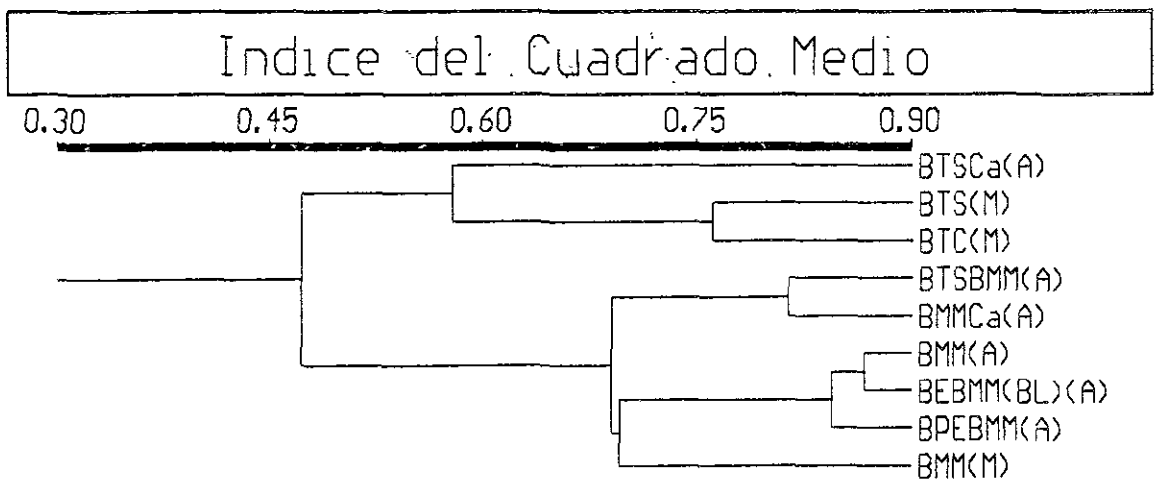 Indice del Cuadrado Medio
0.30 0.45 0.60 0.75 0.90
BTSCa(A)
BTS(M)
BTC(M)
BTSBMM(A)
BMMCa(A)
BMM(A)
BEBMM(BL)(A)
BPEBMM(A)
BMM(M)